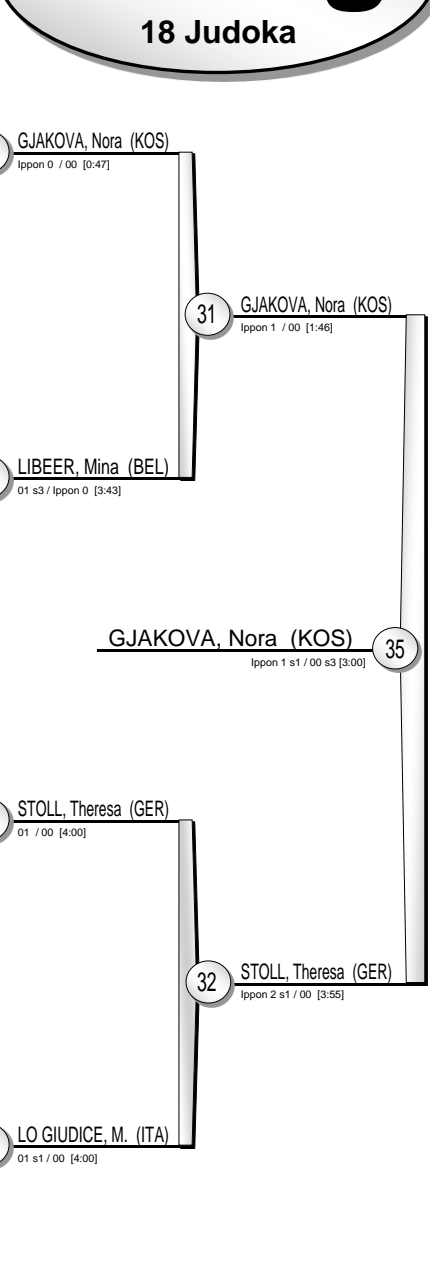 18 Judoka
GJAKOVA, Nora (KOS)
Ippon 0 / 00 [0:47]
31
GJAKOVA, Nora (KOS)
Ippon 1 / 00 [1:46]
LIBEER, Mina (BEL)
01 s3 / Ippon 0 [3:43]
GJAKOVA, Nora (KOS)
35
Ippon 1 s1 / 00 s3 [3:00]
STOLL, Theresa (GER)
01 / 00 [4:00]
32
STOLL, Theresa (GER)
Ippon 2 s1 / 00 [3:55]
LO GIUDICE, M. (ITA)
01 s1 / 00 [4:00]